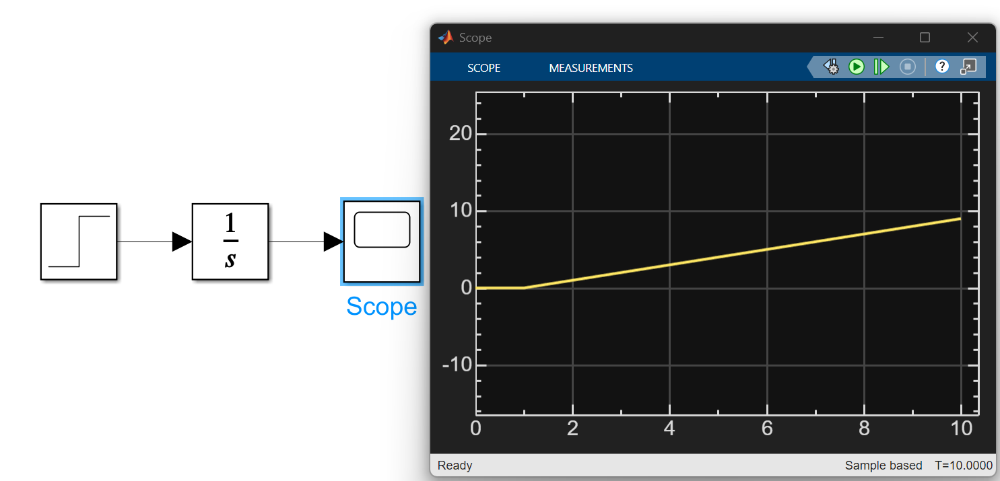 1
s
Scope
Scope
SCOPE
MEASUREMENTS
?
20
10
0
-10
0 2 4 6 8 10
Ready
Sample based T=10.0000